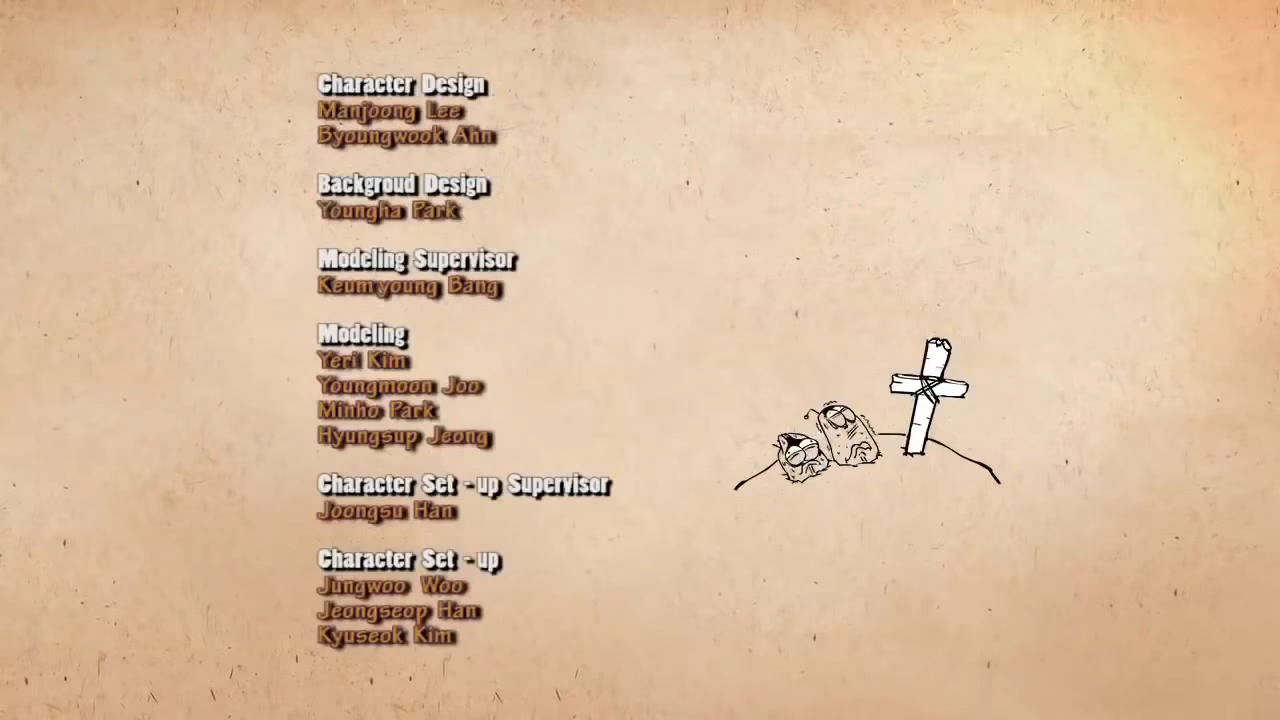 Character Design
Manjoong Lee
Byoungwook Ahn
Backgroud Design
Youngha Park
Modeling Supervisor
Keumyoung Bang
Modeling
Yeri Kim
Youngmoon Joo
Minho Park
Hyungsup Jeong
Character Set - up Supervisor
Joongsu Han
Character Set - up
Jungwoo Woo
Jeongseop Han
Kyuseok Kim